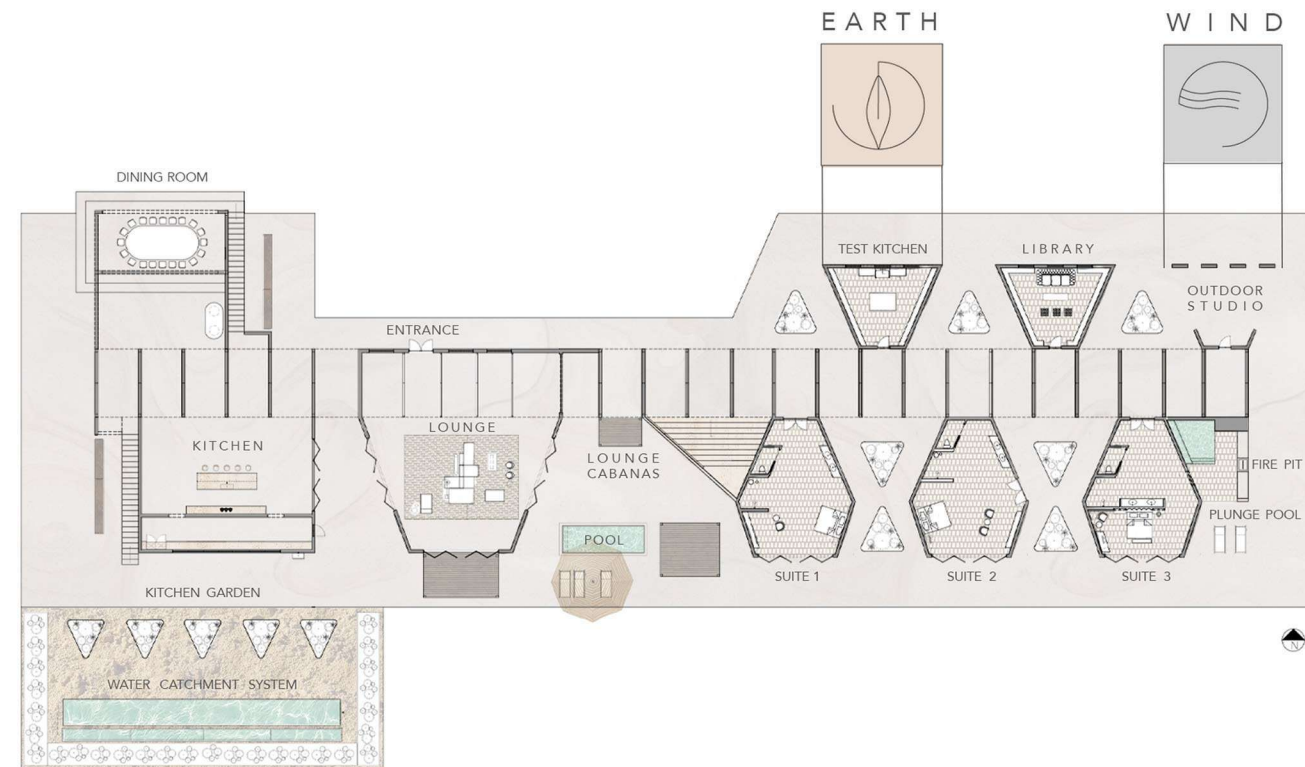 EARTH
WIND
DINING ROOM
TEST KITCHEN
LIBRARY
OUTDOOR
STUDIO
ENTRANCE
KITCHEN
LOUNGE
LOUNGE
CABANAS
FIRE PIT
PLUNGE POOL
POOL
SUITE 1
SUITE 2
SUITE 3
KITCHEN GARDEN
N
WATER CATCHMENT SYSTEM